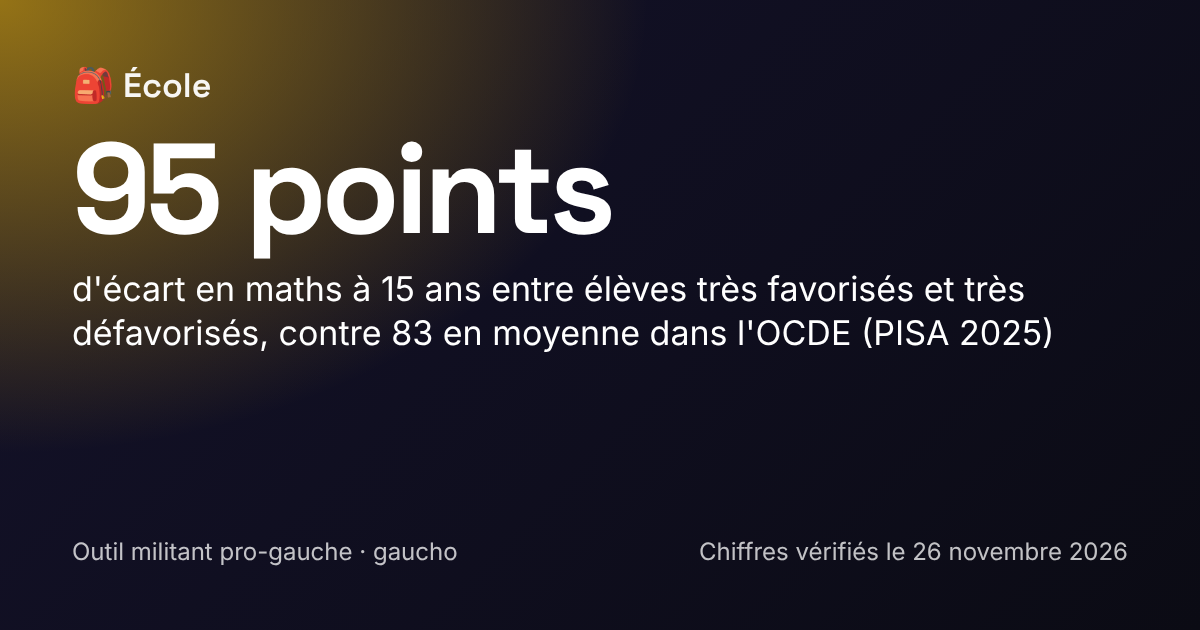 🎒 École
95 points
d'écart en maths à 15 ans entre élèves très favorisés et très
défavorisés, contre 83 en moyenne dans l'OCDE (PISA 2025)
Outil militant pro-gauche · gaucho
Chiffres vérifiés le 26 novembre 2026